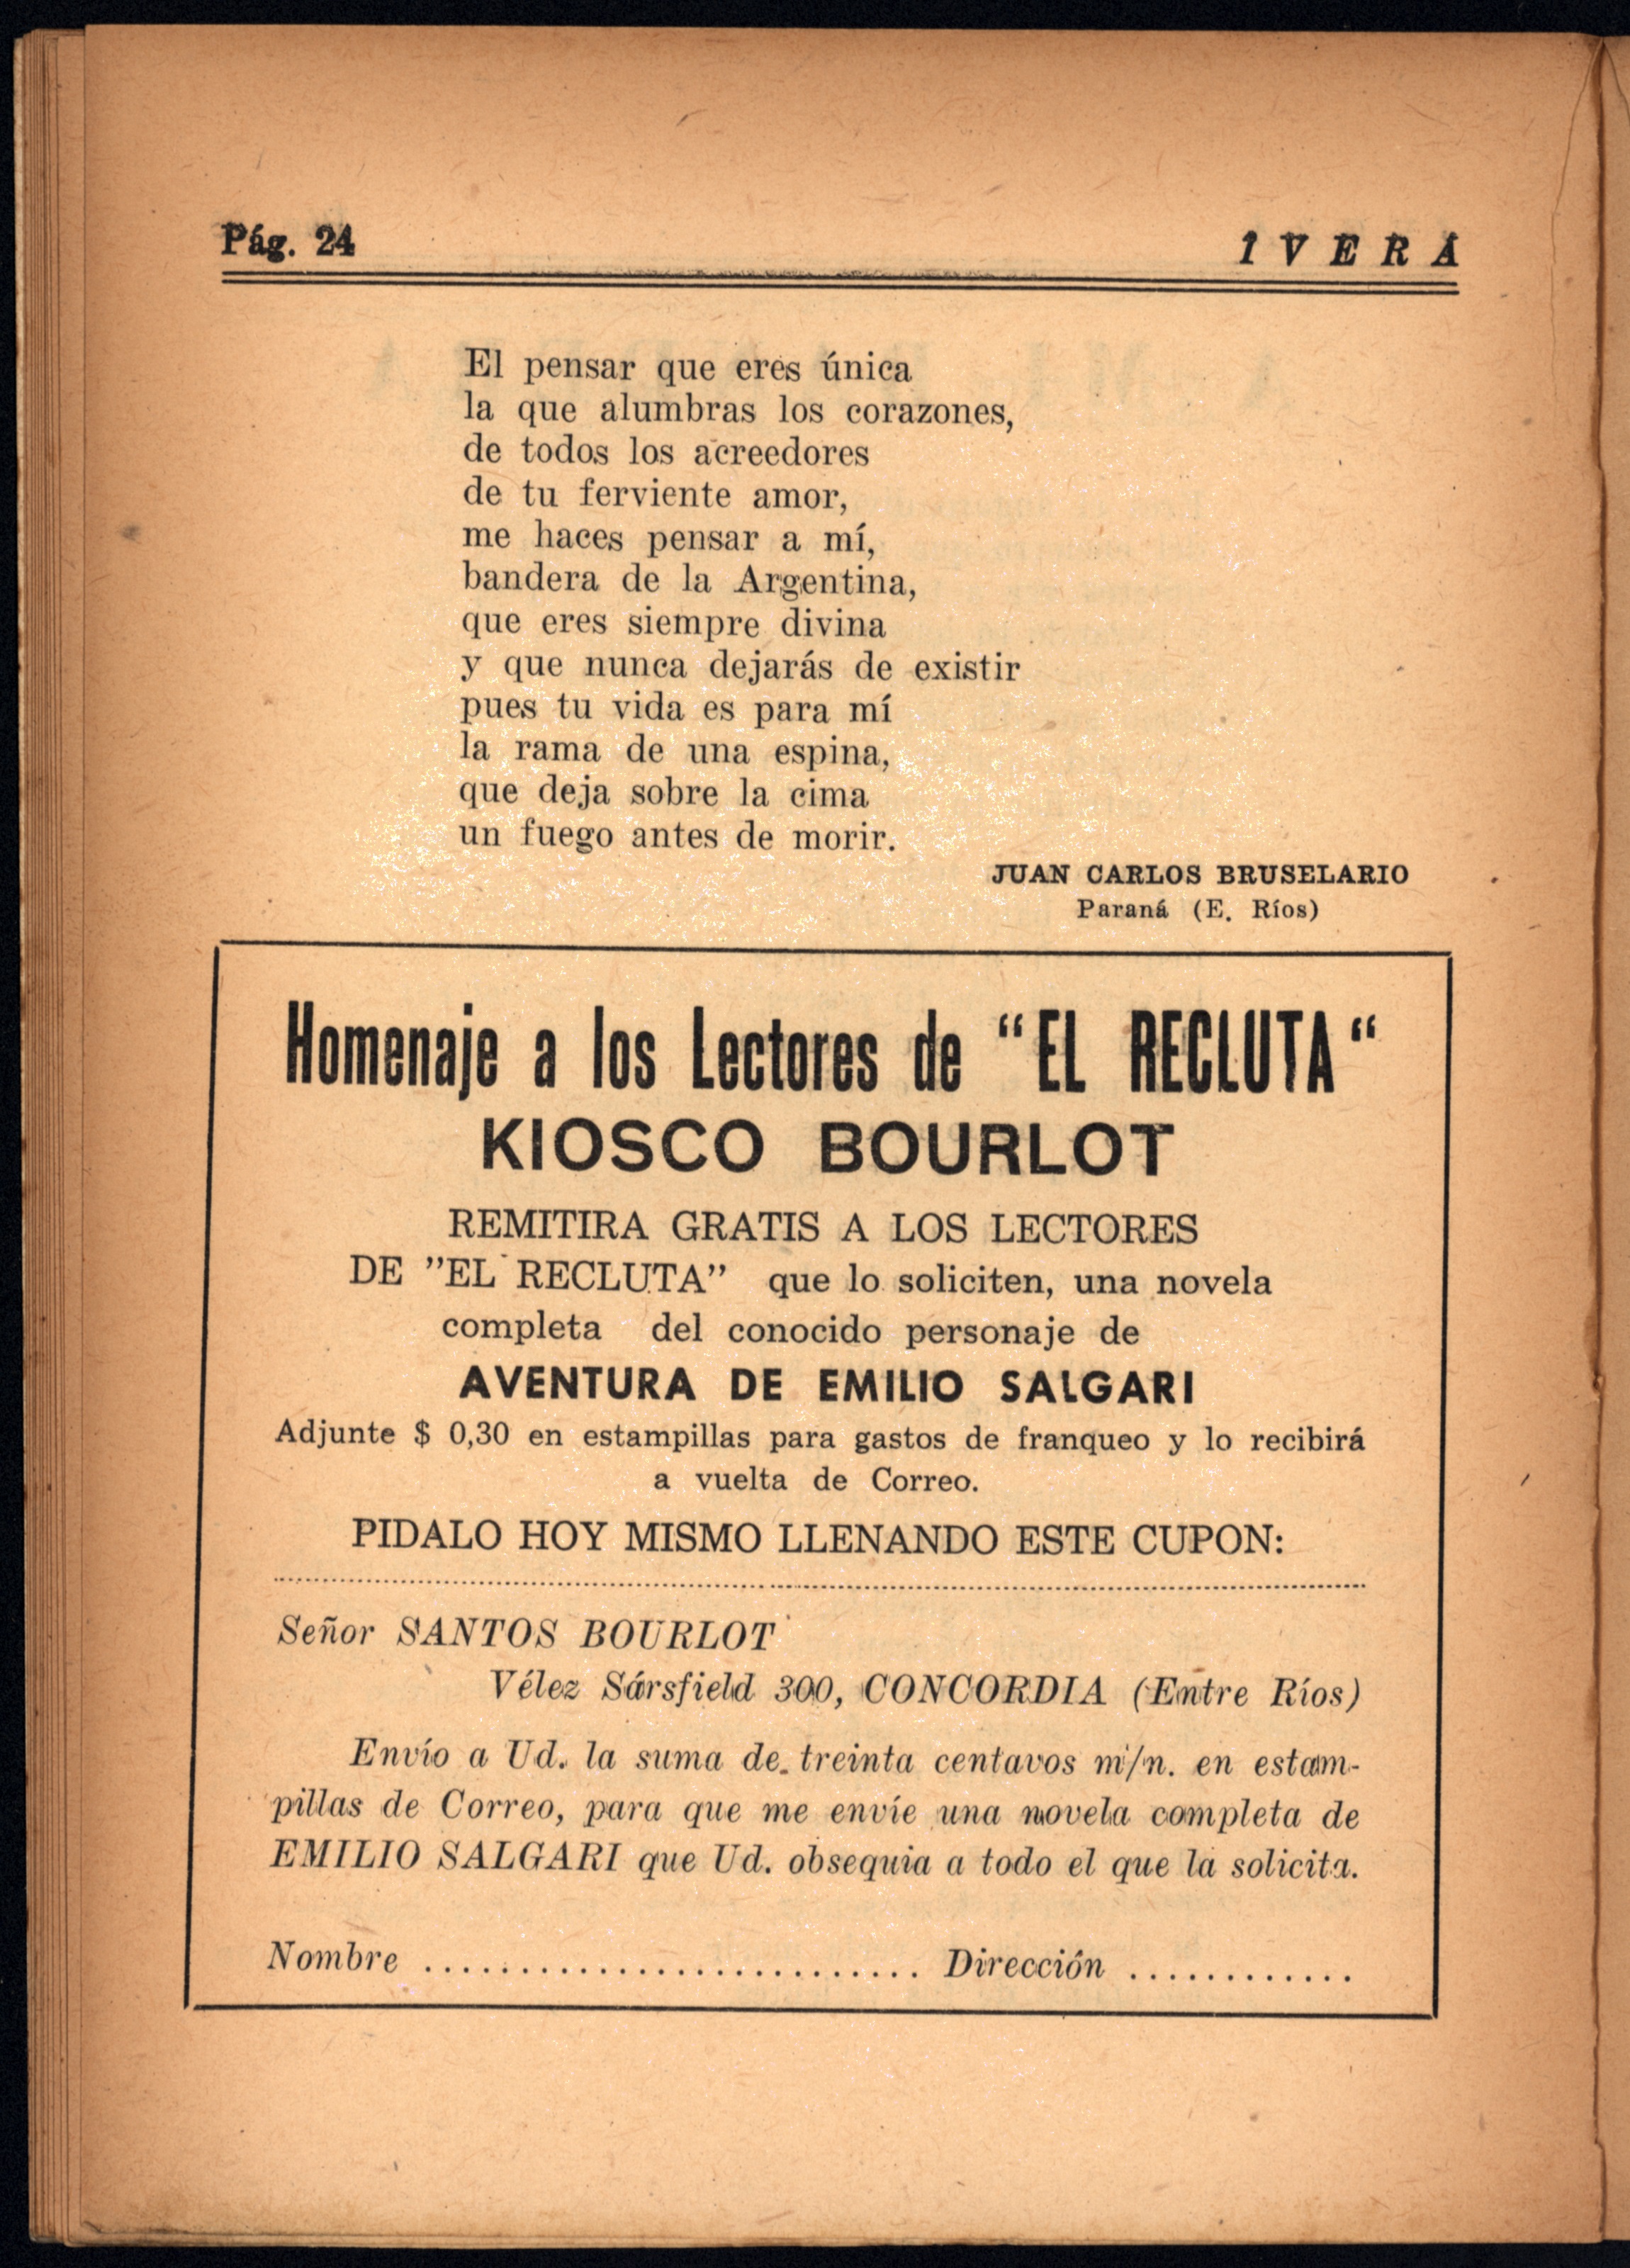 Pág. 24
I V E R A
El pensar que eres única
la que alumbras los corazones,
de todos los acreedores
de tu ferviente amor,
me haces pensar a mí,
bandera de la Argentina,
que eres siempre divina
y que nunca dejarás de existir
pues tu vida es para mí
la rama de una espina,
que deja sobre la cima
un fuego antes de morir.
JUAN CARLOS BRUSELARIO
Paraná (E. Ríos)
Homenaje a los Lectores de "EL RECLUTA"
KIOSCO BOURLOT
REMITIRA GRATIS A LOS LECTORES
DE "EL RECLUTA" que lo soliciten, una novela
completa del conocido personaje de
AVENTURA DE EMILIO SALGARI
Adjunte $ 0,30 en estampillas para gastos de franqueo y lo recibirá
a vuelta de Correo.
PIDALO HOY MISMO LLENANDO ESTE CUPON:
Señor SANTOS BOURLOT
Vélez Sársfield 300, CONCORDIA (Entre Ríos)
Envío a Ud. la suma de treinta centavos m/n. en estam-
pillas de Correo, para que me envíe una novela completa de
EMILIO SALGARI que Ud. obsequia a todo el que la solicita.
Nombre .......................... Dirección ............